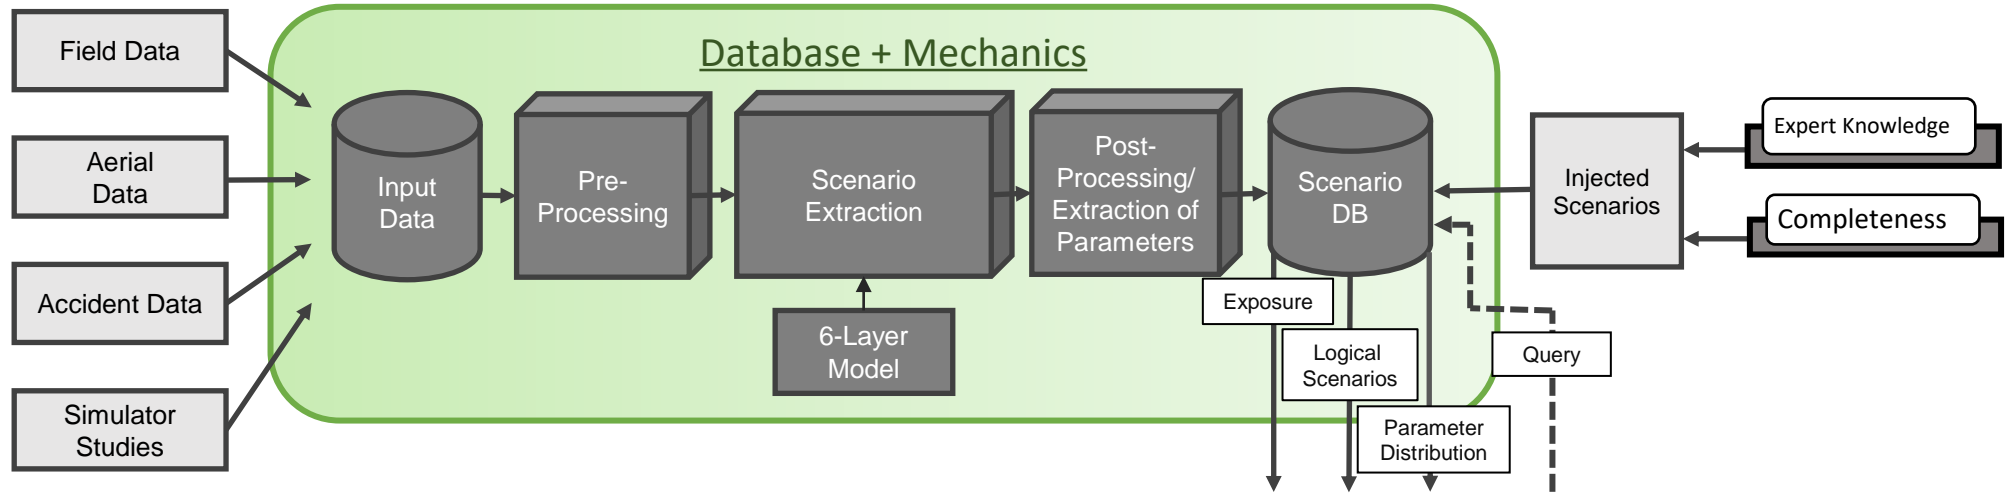 Database + Mechanics
Field Data
Aerial
Data
Accident Data
Simulator
Studies
Input
Data
Pre-
Processing
Scenario
Extraction
6-Layer
Model
Post-
Processing/
Extraction of
Parameters
Scenario
DB
Injected
Scenarios
Expert Knowledge
Completeness
Exposure
Logical
Scenarios
Parameter
Distribution
Query